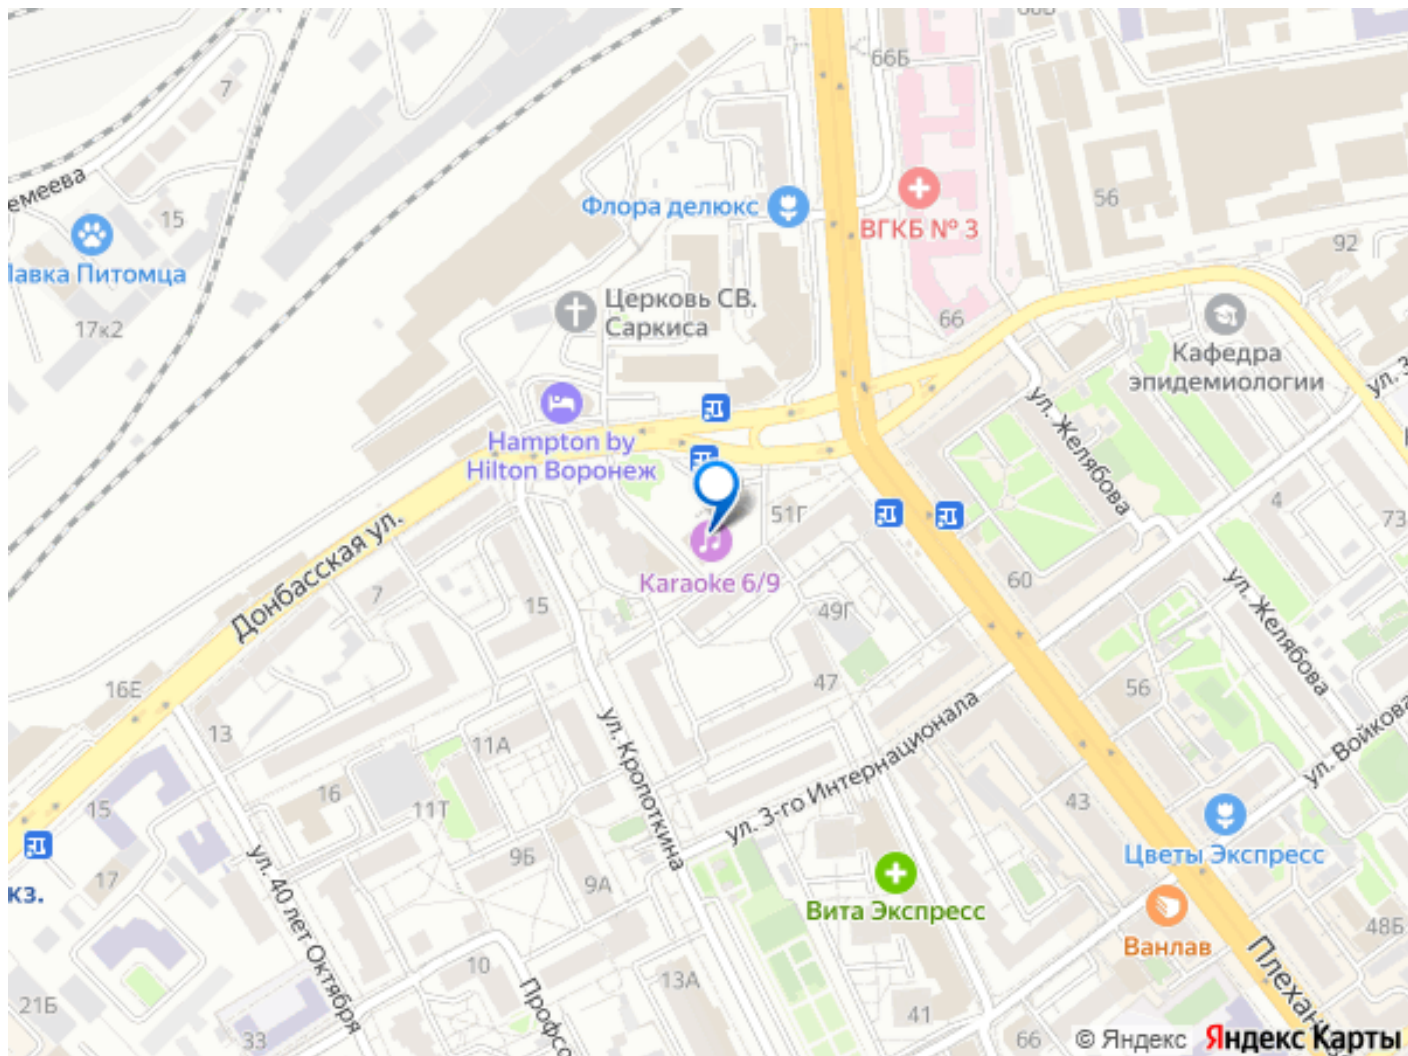 66Б
7
емеева
15
Лавка Питомца
17к2
Флора делюкс
ВГКБ № 3
56
92
Церковь СВ.
Саркиса
66
Кафедра
эпидемиологии
ул. З
Hampton by
Hilton Воронеж
ул. Желябова
4
73
51Г
Донбасская ул.
Karaoke 6/9
7
15
49Г
60
ул. Желябова
16Е
13
47
56
11А
ул. Кропоткина
ул. 3-го Интернационала
ул. Войкова
16
11Т
15
43
Цветы Экспресс
кз.
17
9Б
9А
Вита Экспресс
Ванлав
48Б
ул. 40 лет Октября
10
13А
Профсо
Плехан
21Б
33
41
66
© Яндекс Яндекс Карты